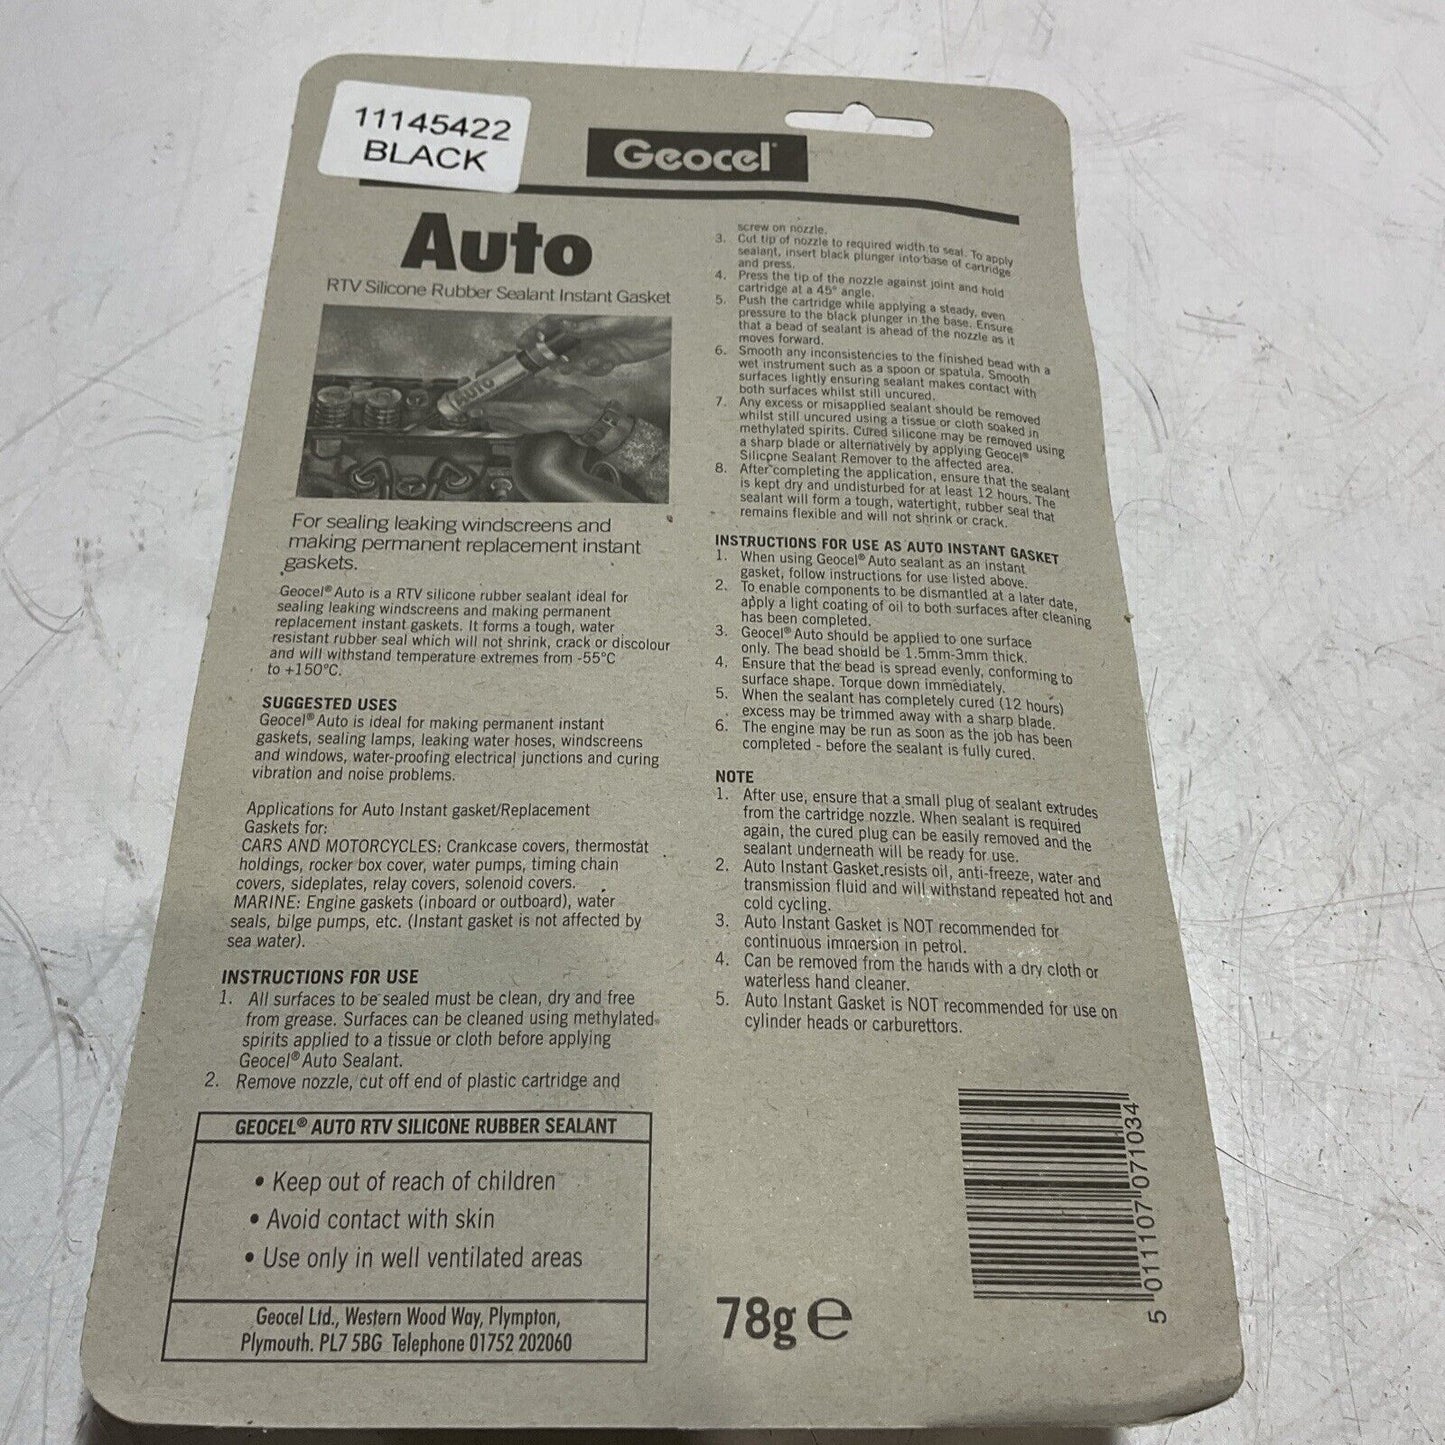 11145422
BLACK
Geocel
Auto
RTV Silicone Rubber Sealant Instant Gasket
AUTO
For sealing leaking windscreens and
making permanent replacement instant
gaskets.
Geocel® Auto is a RTV silicone rubber sealant ideal for
sealing leaking windscreens and making permanent
replacement instant gaskets. It forms a tough, water
resistant rubber seal which will not shrink, crack or discolour
and will withstand temperature extremes from -55°C
to +150°C.
SUGGESTED USES
Geocel® Auto is ideal for making permanent instant
gaskets, sealing lamps, leaking water hoses, windscreens
and windows, water-proofing electrical junctions and curing
vibration and noise problems.
Applications for Auto Instant gasket/Replacement
Gaskets for:
CARS AND MOTORCYCLES: Crankcase covers, thermostat
holdings, rocker box cover, water pumps, timing chain
covers, sideplates, relay covers, solenoid covers.
MARINE: Engine gaskets (inboard or outboard), water
seals, bilge pumps, etc. (Instant gasket is not affected by
sea water).
INSTRUCTIONS FOR USE
1. All surfaces to be sealed must be clean, dry and free
from grease. Surfaces can be cleaned using methylated
spirits applied to a tissue or cloth before applying
Geocel® Auto Sealant.
2. Remove nozzle, cut off end of plastic cartridge and
screw on nozzle.
3. Cut tip of nozzle to required width to seal. To apply
sealant, insert black plunger into base of cartridge
and press.
4. Press the tip of the nozzle against joint and hold
cartridge at a 45° angle.
5. Push the cartridge while applying a steady, even
pressure to the black plunger in the base. Ensure
that a bead of sealant is ahead of the nozzle as it
moves forward.
6. Smooth any inconsistencies to the finished bead with a
wet instrument such as a spoon or spatula. Smooth
surfaces lightly ensuring sealant makes contact with
both surfaces whilst still uncured.
7. Any excess or misapplied sealant should be removed
whilst still uncured using a tissue or cloth soaked in
methylated spirits. Cured silicone may be removed using
a sharp blade or alternatively by applying Geocel®
Silicone Sealant Remover to the affected area.
8. After completing the application, ensure that the sealant
is kept dry and undisturbed for at least 12 hours. The
sealant will form a tough, watertight, rubber seal that
remains flexible and will not shrink or crack.
INSTRUCTIONS FOR USE AS AUTO INSTANT GASKET
1. When using Geocel® Auto sealant as an instant
gasket, follow instructions for use listed above.
2. To enable components to be dismantled at a later date,
apply a light coating of oil to both surfaces after cleaning
has been completed.
3. Geocel® Auto should be applied to one surface
only. The bead should be 1.5mm-3mm thick.
4. Ensure that the bead is spread evenly, conforming to
surface shape. Torque down immediately.
5. When the sealant has completely cured (12 hours)
excess may be trimmed away with a sharp blade.
6. The engine may be run as soon as the job has been
completed - before the sealant is fully cured.
NOTE
1. After use, ensure that a small plug of sealant extrudes
from the cartridge nozzle. When sealant is required
again, the cured plug can be easily removed and the
sealant underneath will be ready for use.
2. Auto Instant Gasket resists oil, anti-freeze, water and
transmission fluid and will withstand repeated hot and
cold cycling.
3. Auto Instant Gasket is NOT recommended for
continuous immersion in petrol.
4. Can be removed from the hands with a dry cloth or
waterless hand cleaner.
5. Auto Instant Gasket is NOT recommended for use on
cylinder heads or carburettors.
GEOCEL® AUTO RTV SILICONE RUBBER SEALANT
• Keep out of reach of children
• Avoid contact with skin
• Use only in well ventilated areas
Geocel Ltd., Western Wood Way, Plympton,
Plymouth. PL7 5BG Telephone 01752 202060
78g e
5 011107 071034